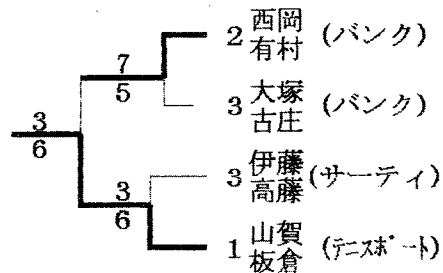 2 西岡 有村 (バンク)
7
5
3 大塚 古庄 (バンク)
3
6
3 伊藤 高藤 (サーティ)
3
6
1 山賀 板倉 (テニスポート)